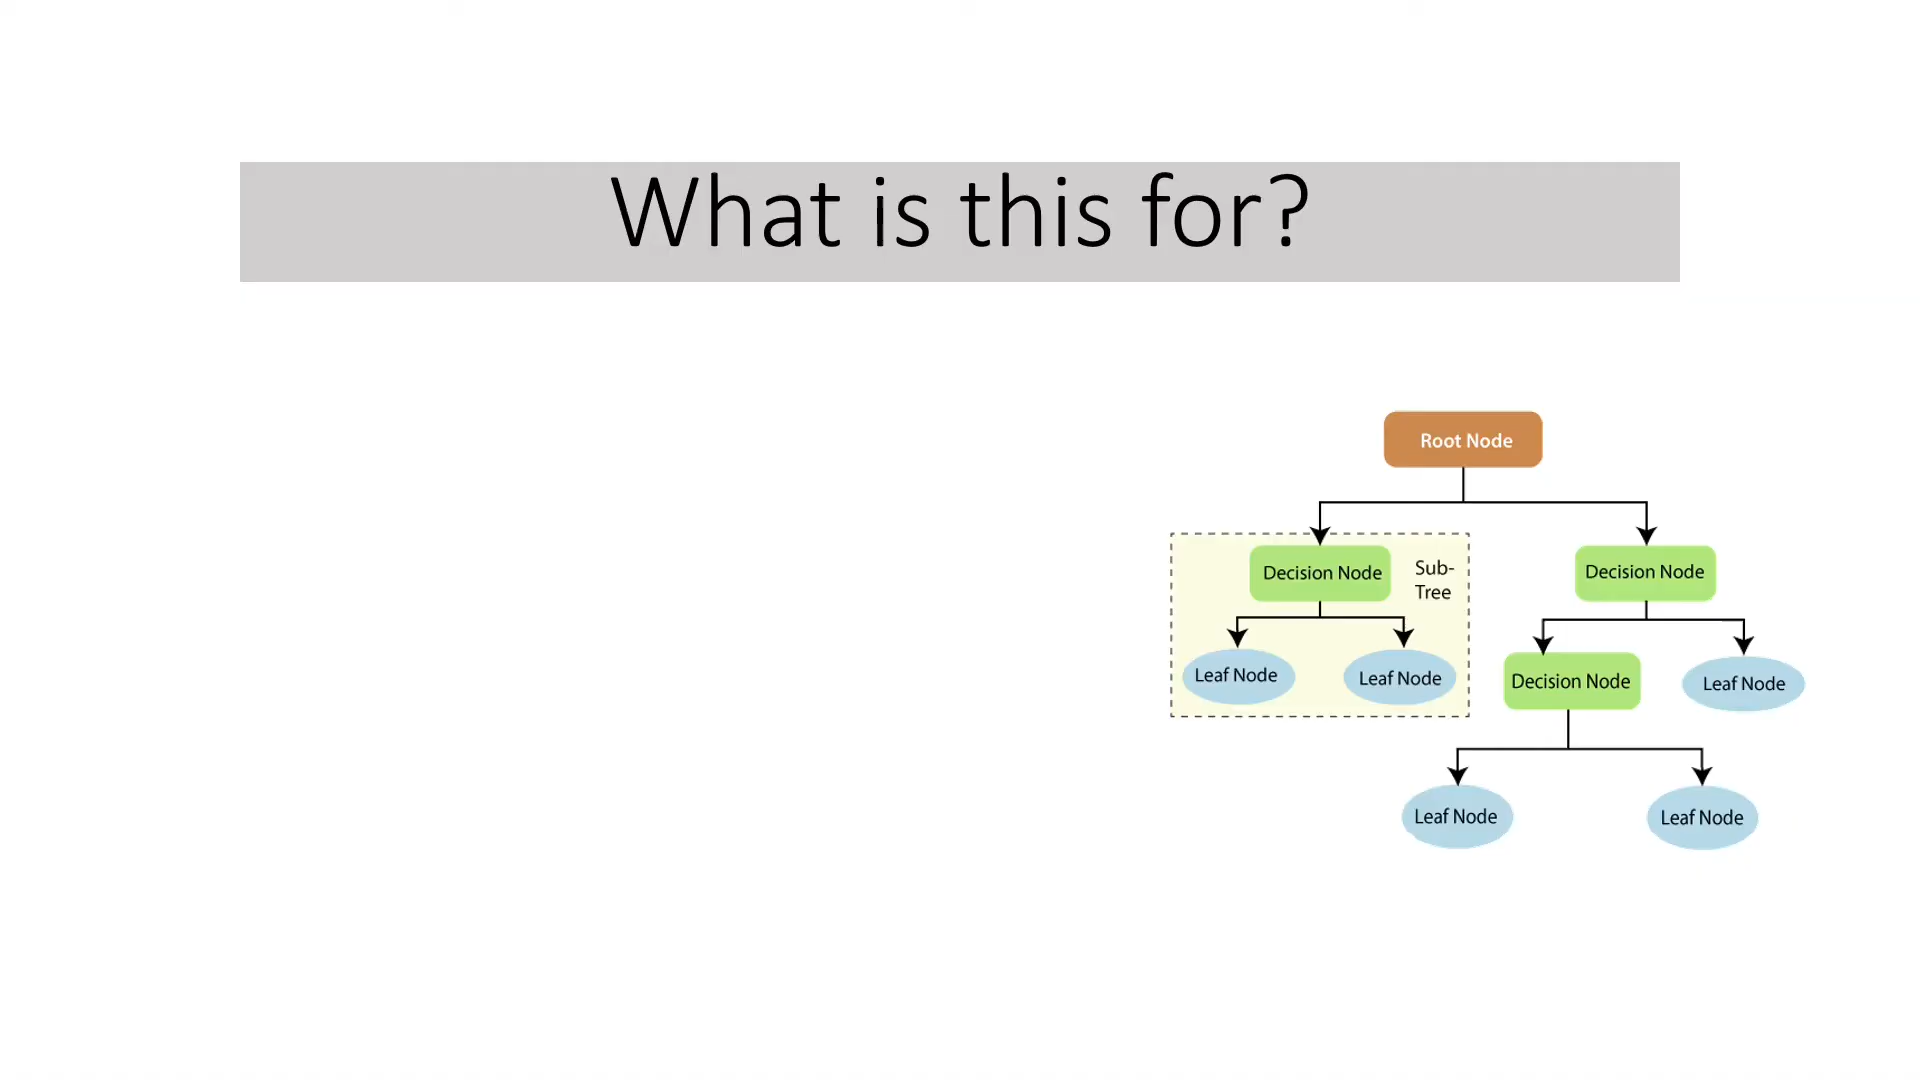 What is this for?
Root Node
Decision Node
Sub-
Tree
Decision Node
Leaf Node
Leaf Node
Decision Node
Leaf Node
Leaf Node
Leaf Node